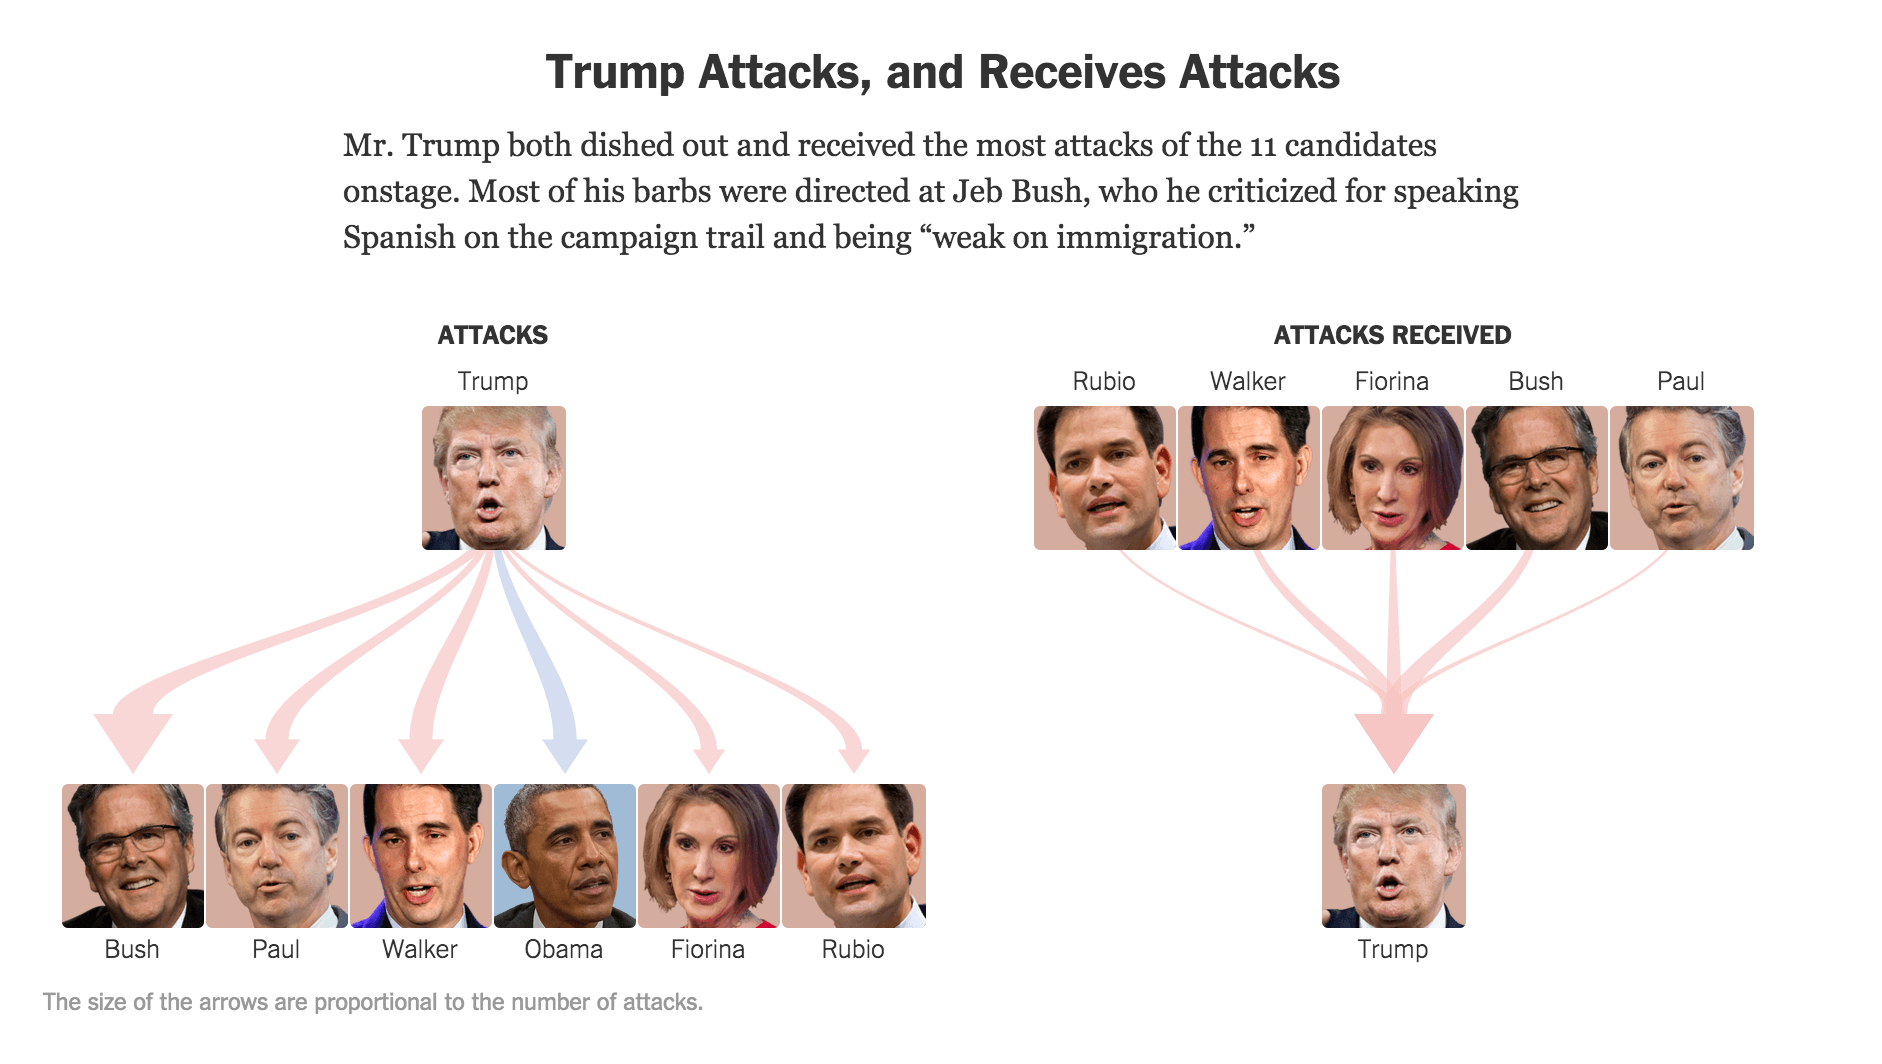 Trump Attacks, and Receives Attacks
Mr. Trump both dished out and received the most attacks of the 11 candidates
onstage. Most of his barbs were directed at Jeb Bush, who he criticized for speaking
Spanish on the campaign trail and being “weak on immigration.”
ATTACKS
Trump
Bush Paul Walker Obama Fiorina Rubio
ATTACKS RECEIVED
Rubio Walker Fiorina Bush Paul
Trump
The size of the arrows are proportional to the number of attacks.